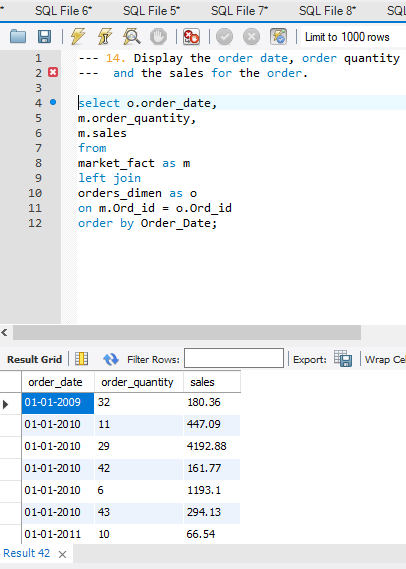 SQL File 6* SQL File 5* SQL File 7* SQL File 8*
Limit to 1000 rows
1 --- 14. Display the order date, order quantity
2 --- and the sales for the order.
3
4 select o.order_date,
5 m.order_quantity,
6 m.sales
7 from
8 market_fact as m
9 left join
10 orders_dimen as o
11 on m.Ord_id = o.Ord_id
12 order by Order_Date;
Result Grid Filter Rows: Export: Wrap Cel
order_date order_quantity sales
01-01-2009 32 180.36
01-01-2010 11 447.09
01-01-2010 29 4192.88
01-01-2010 42 161.77
01-01-2010 6 1193.1
01-01-2010 43 294.13
01-01-2011 10 66.54
Result 42